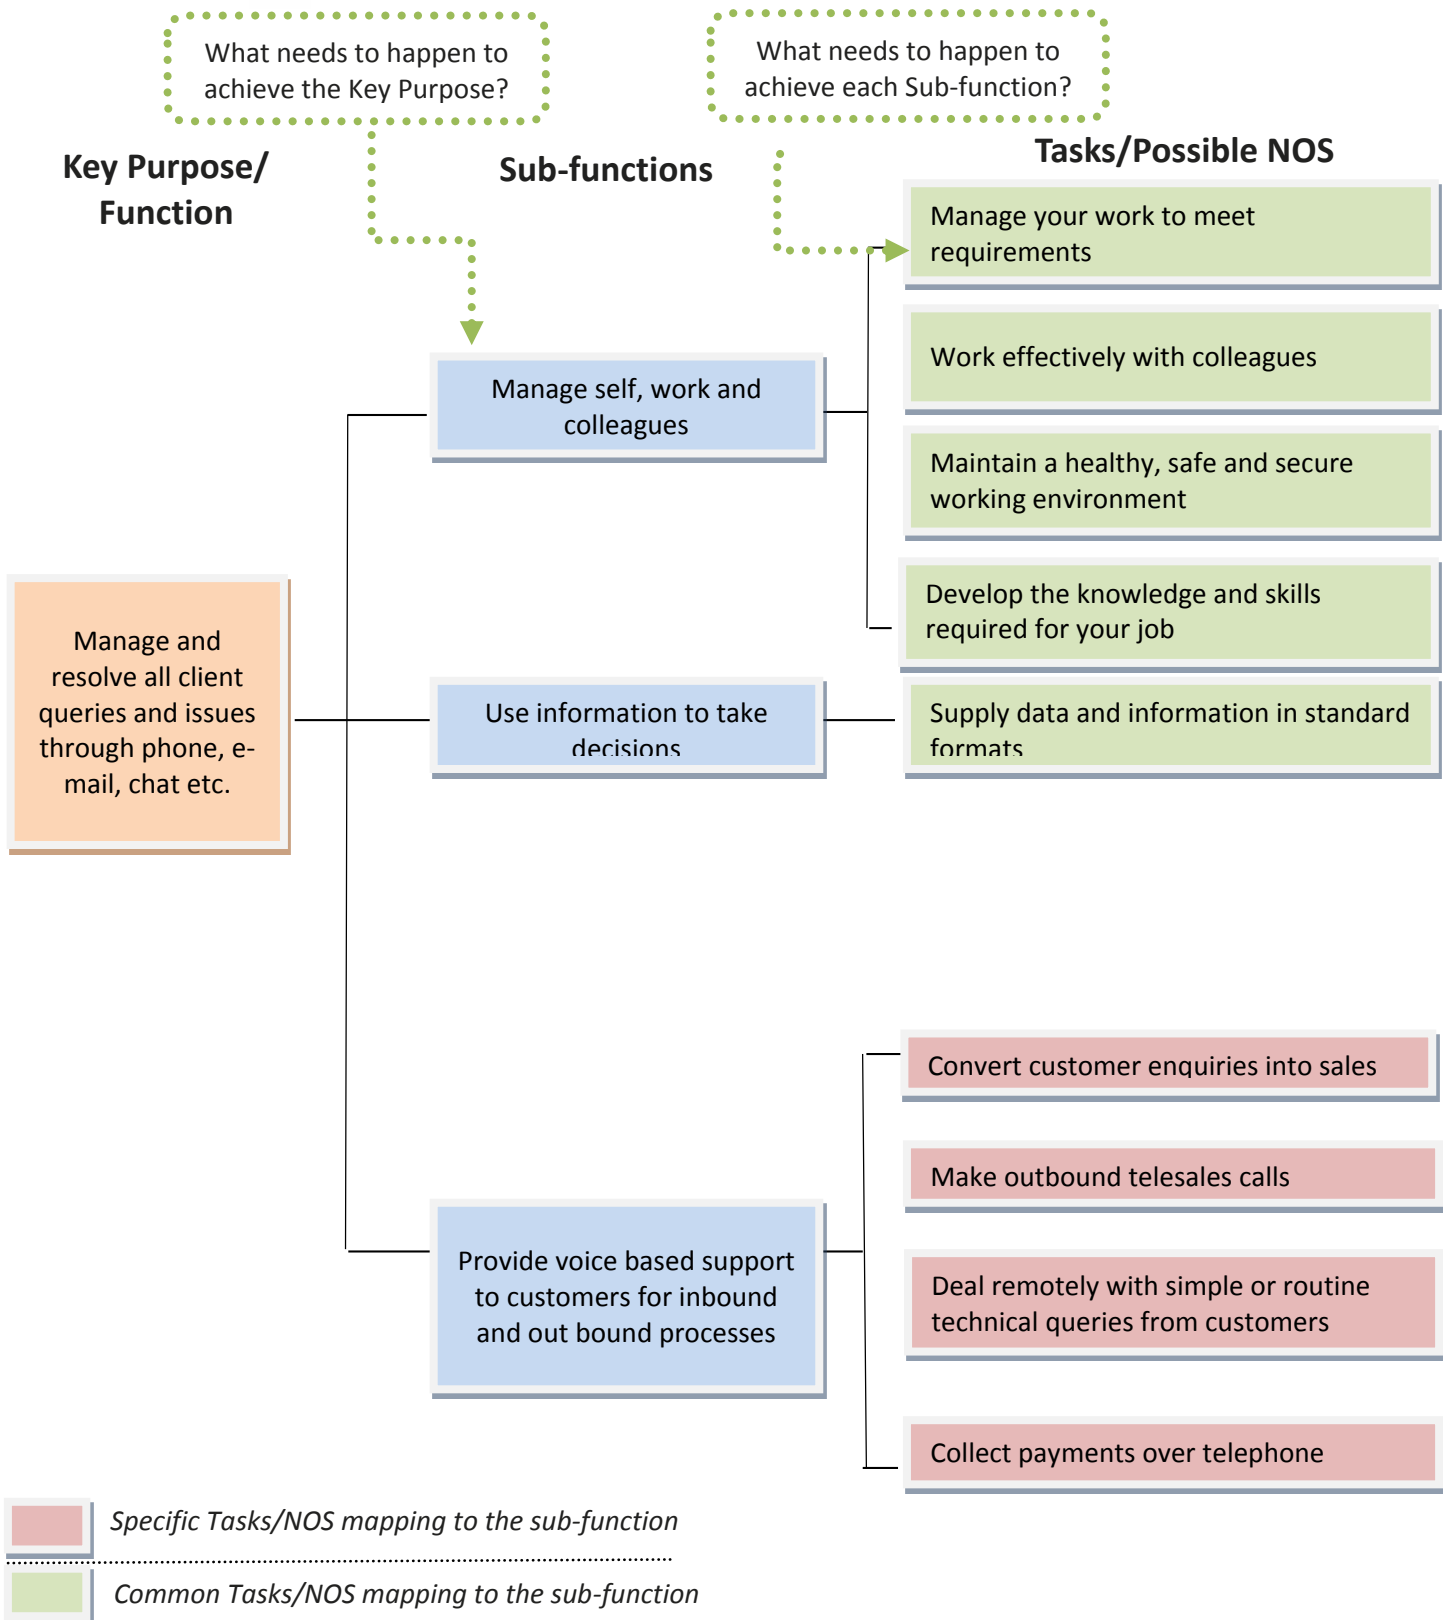 What needs to happen to
achieve the Key Purpose?
What needs to happen to
achieve each Sub-function?
Key Purpose/
Function
Sub-functions
Tasks/Possible NOS
Manage your work to meet
requirements
Work effectively with colleagues
Manage self, work and
colleagues
Maintain a healthy, safe and secure
working environment
Develop the knowledge and skills
required for your job
Manage and
resolve all client
queries and issues
through phone, e-
mail, chat etc.
Use information to take
decisions
Supply data and information in standard
formats
Convert customer enquiries into sales
Make outbound telesales calls
Provide voice based support
to customers for inbound
and out bound processes
Deal remotely with simple or routine
technical queries from customers
Collect payments over telephone
Specific Tasks/NOS mapping to the sub-function
Common Tasks/NOS mapping to the sub-function